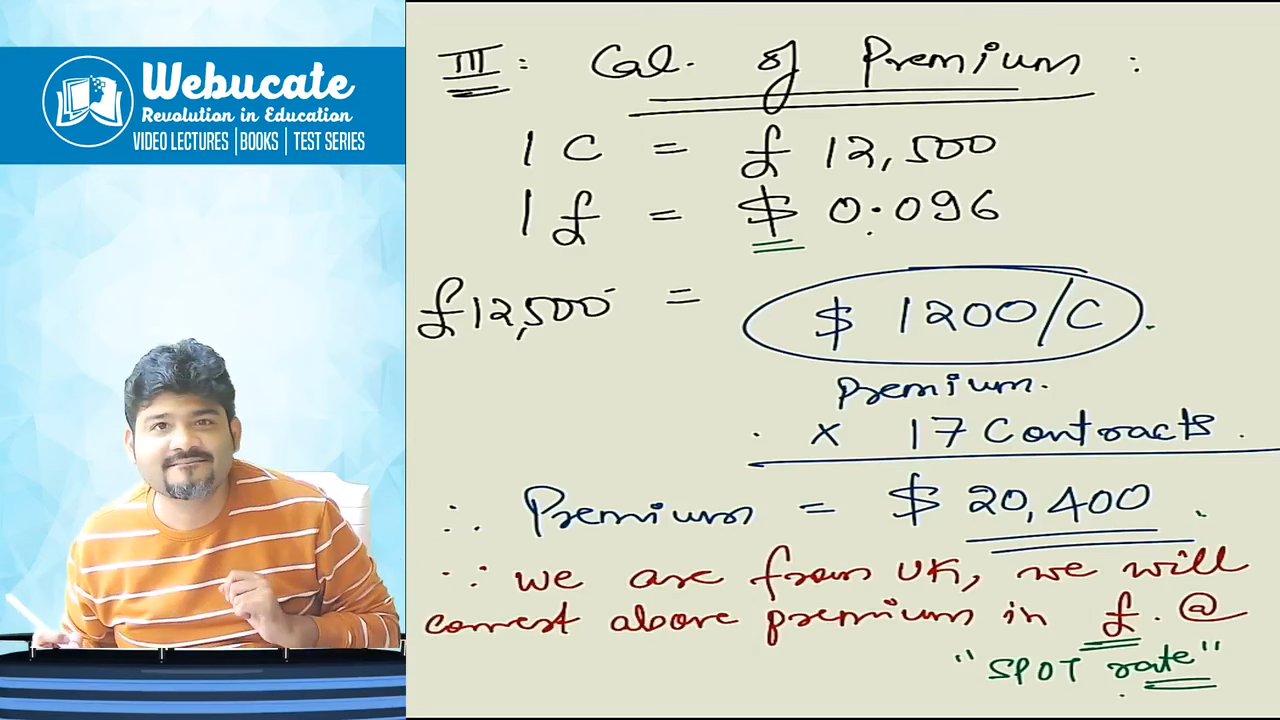 Webucate
Revolution in Education
VIDEO LECTURES | BOOKS | TEST SERIES
III : Cal. of Premium :
1 C = £ 12,500
1 £ = $ 0.096
£12,500 = $ 1200/C.
Premium.
x 17 Contracts.
∴ Premium = $ 20,400.
∵ we are from UK, we will
convert above premium in £. @
"SPOT rate"